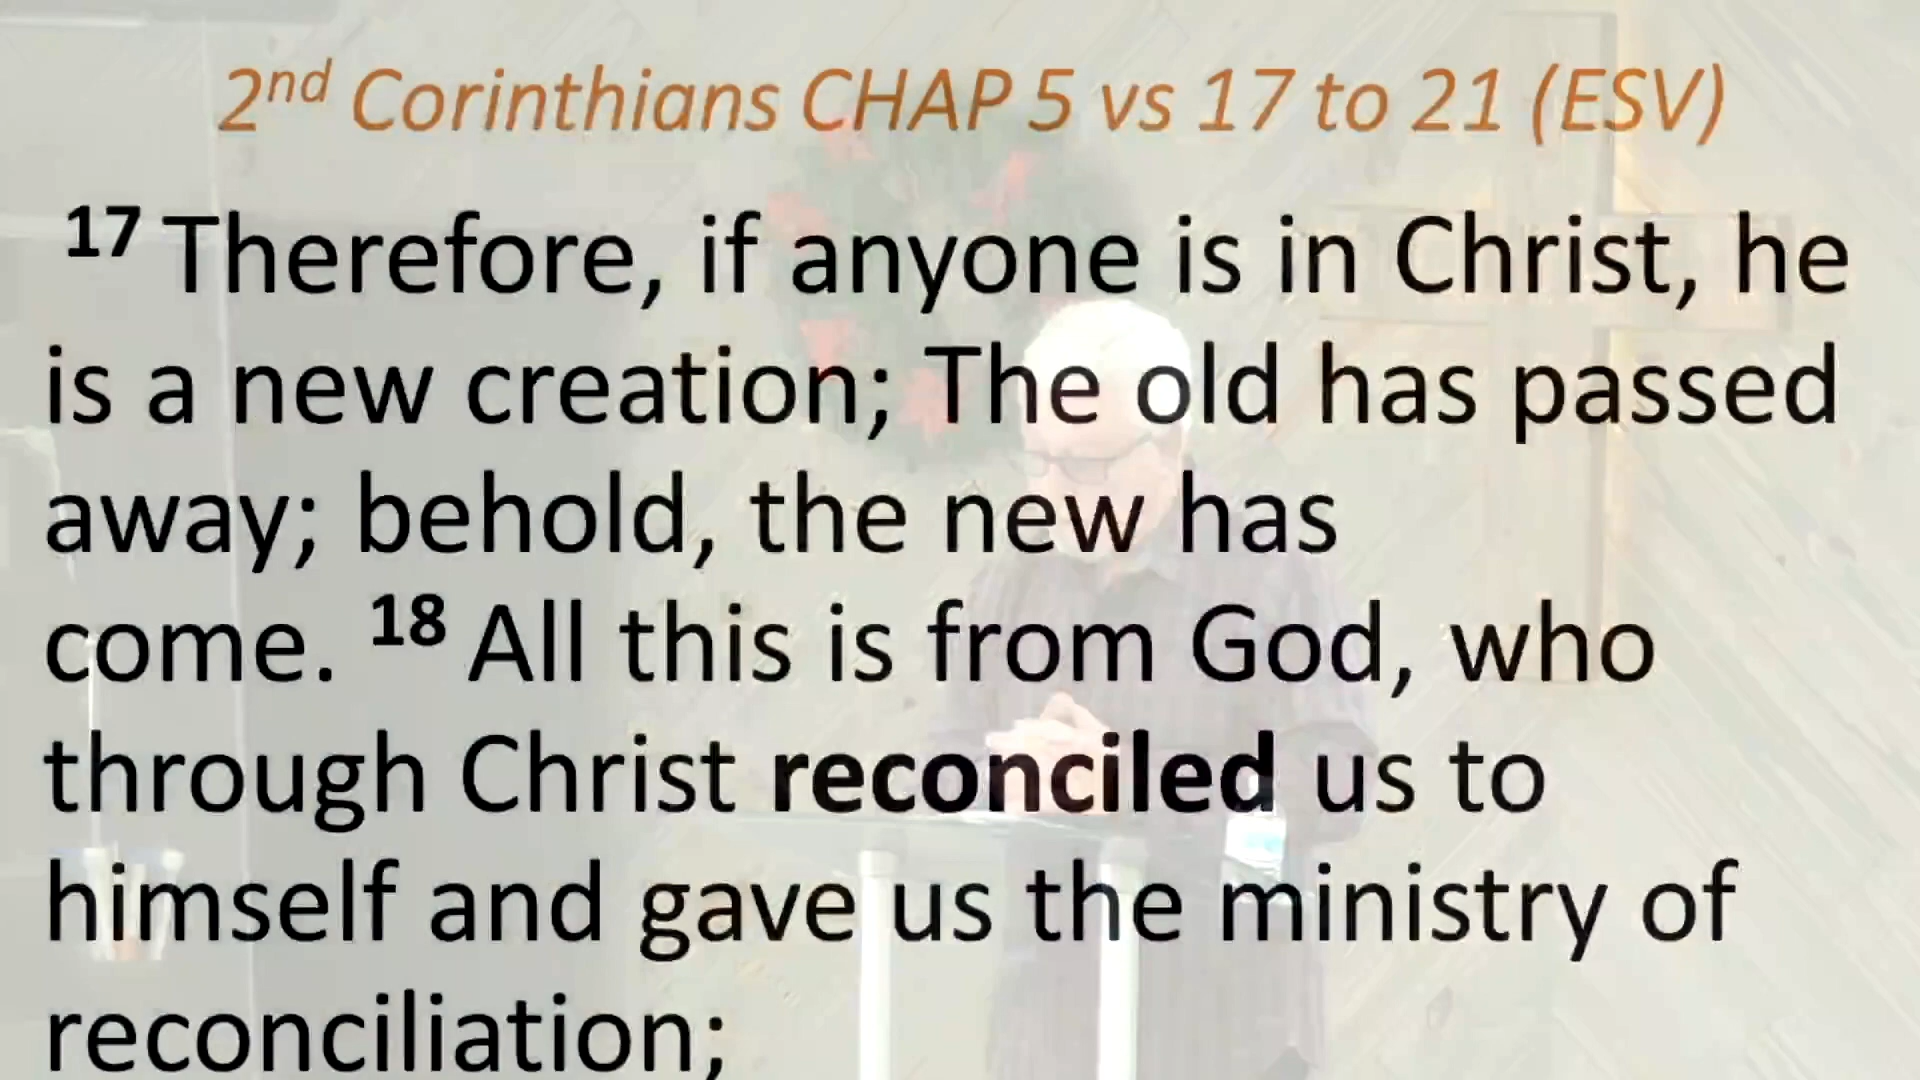 2nd Corinthians CHAP 5 vs 17 to 21 (ESV)
17 Therefore, if anyone is in Christ, he
is a new creation; The old has passed
away; behold, the new has
come. 18 All this is from God, who
through Christ reconciled us to
himself and gave us the ministry of
reconciliation;